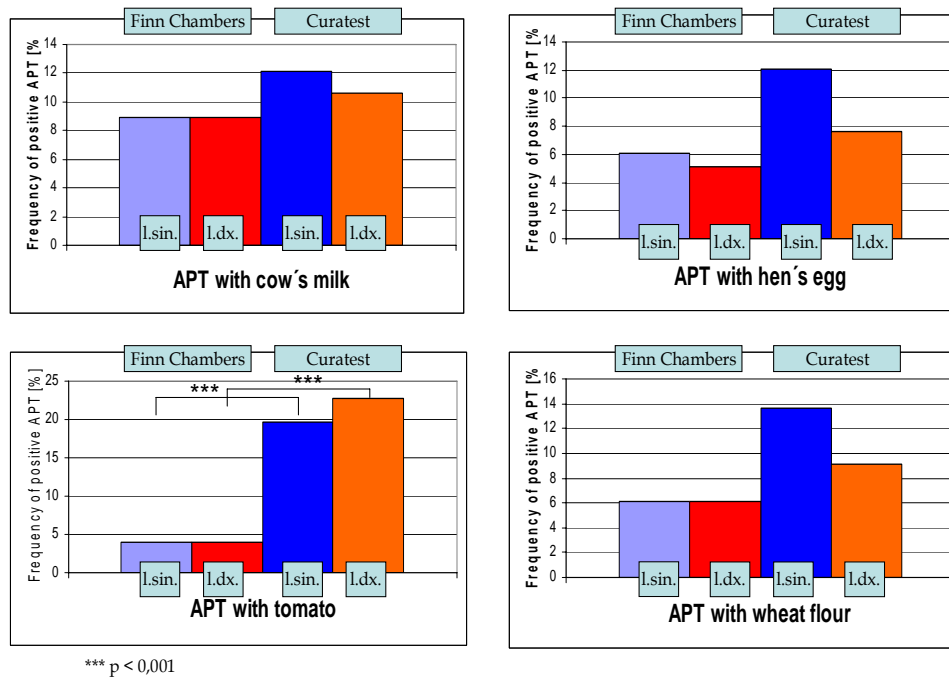 Finn Chambers Curatest
Frequency of positive APT [%
14
12
10
8
6
4
2
0
l.sin. l.dx. l.sin. l.dx.
APT with cow´s milk
Finn Chambers Curatest
Frequency of positive APT [%
14
12
10
8
6
4
2
0
l.sin. l.dx. l.sin. l.dx.
APT with hen´s egg
Finn Chambers Curatest
Frequency of positive APT [%]
25
20
15
10
5
0
*** ***
l.sin. l.dx. l.sin. l.dx.
APT with tomato
Finn Chambers Curatest
Frequency of positive APT [%
16
14
12
10
8
6
4
2
0
l.sin. l.dx. l.sin. l.dx.
APT with wheat flour
*** p < 0,001